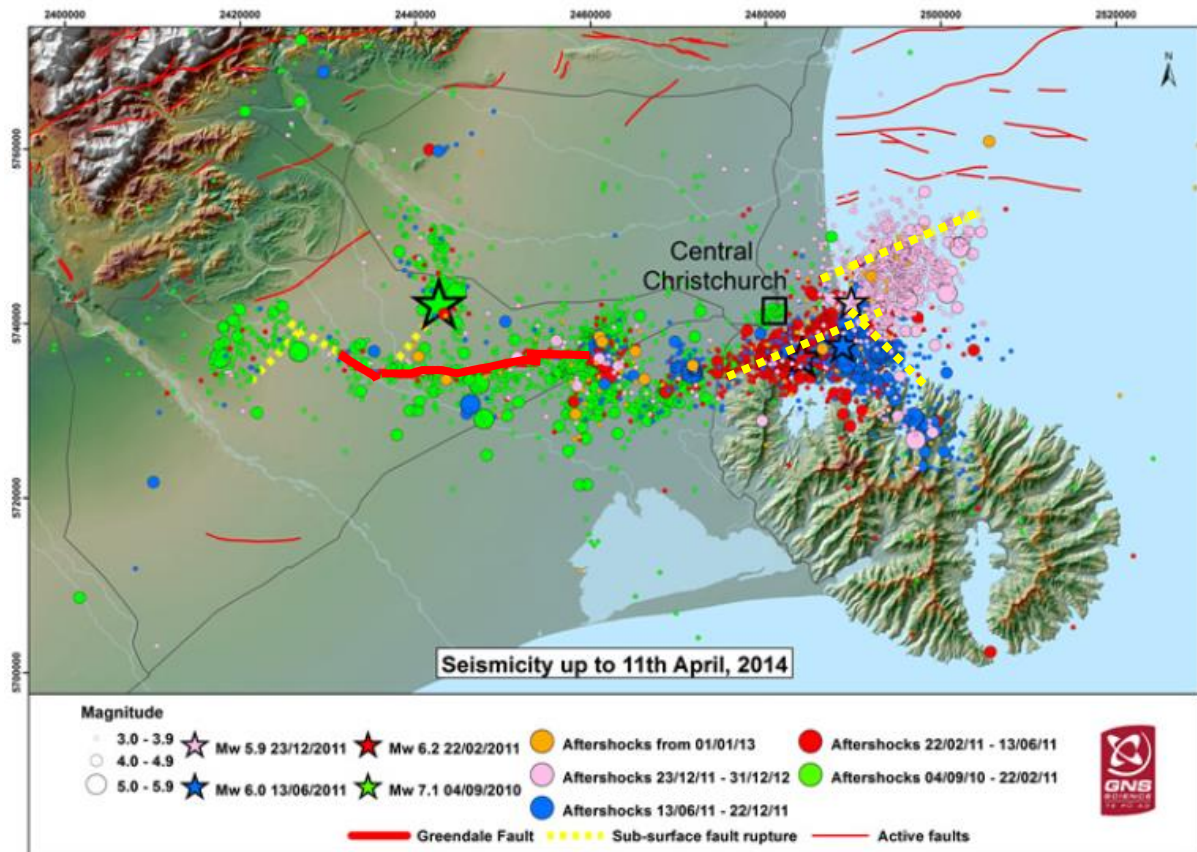 2400000 2420000 2440000 2460000 2480000 2500000 2520000
N
5760000
Central
Christchurch
5740000
5720000
Seismicity up to 11th April, 2014
5700000
Magnitude
3.0 - 3.9
4.0 - 4.9
5.0 - 5.9
Mw 5.9 23/12/2011
Mw 6.0 13/06/2011
Mw 6.2 22/02/2011
Mw 7.1 04/09/2010
Aftershocks from 01/01/13
Aftershocks 23/12/11 - 31/12/12
Aftershocks 13/06/11 - 22/12/11
Aftershocks 22/02/11 - 13/06/11
Aftershocks 04/09/10 - 22/02/11
GNS
SCIENCE
TE PŪ AO
Greendale Fault
Sub-surface fault rupture
Active faults